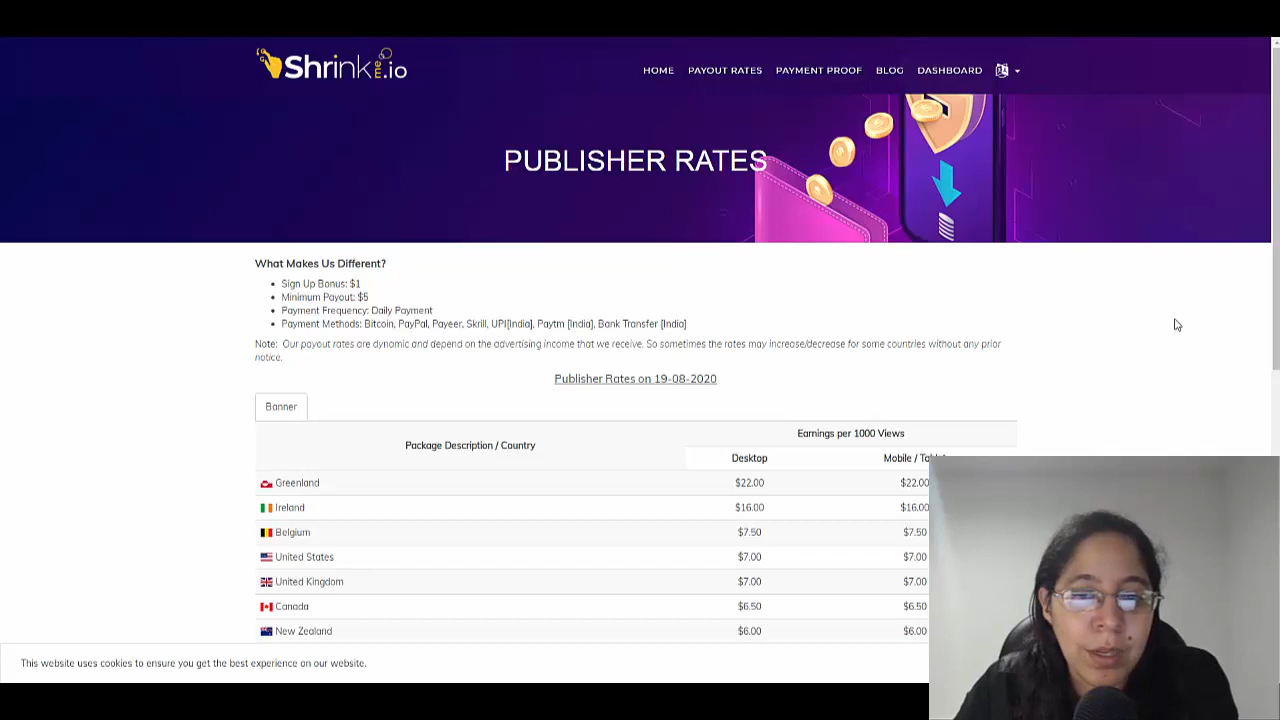 Shrinkme.io
HOME PAYOUT RATES PAYMENT PROOF BLOG DASHBOARD
PUBLISHER RATES
What Makes Us Different?
Sign Up Bonus: $1
Minimum Payout: $5
Payment Frequency: Daily Payment
Payment Methods: Bitcoin, PayPal, Payeer, Skrill, UPI[India], Paytm [India], Bank Transfer [India]
Note: Our payout rates are dynamic and depend on the advertising income that we receive. So sometimes the rates may increase/decrease for some countries without any prior
notice.
Publisher Rates on 19-08-2020
Banner
Package Description / Country
Earnings per 1000 Views
Desktop Mobile /
Greenland $22.00 $22.00
Ireland $16.00 $16.00
Belgium $7.50 $7.50
United States $7.00 $7.00
United Kingdom $7.00 $7.00
Canada $6.50 $6.50
New Zealand $6.00 $6.00
This website uses cookies to ensure you get the best experience on our website.